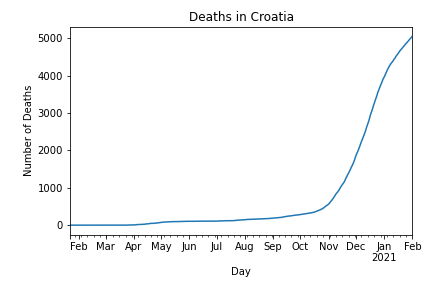 Deaths in Croatia
Number of Deaths
5000
4000
3000
2000
1000
0
Feb Mar Apr May Jun Jul Aug Sep Oct Nov Dec Jan Feb
2021
Day